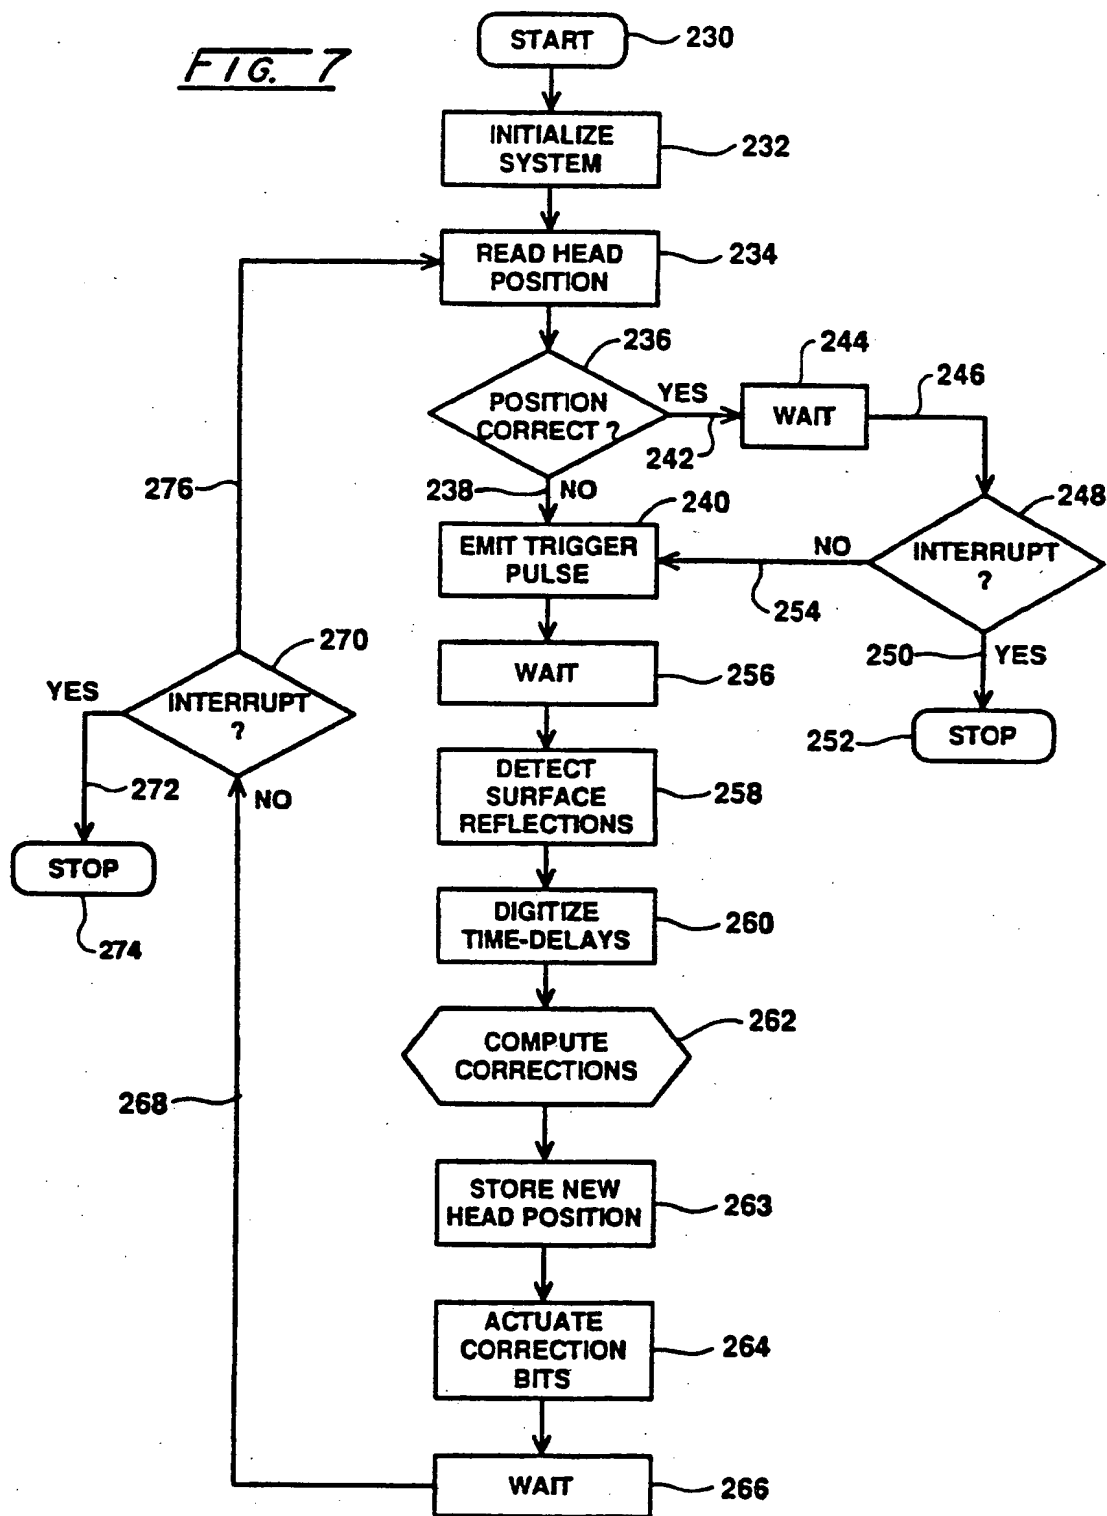 FIG. 7
START
230
INITIALIZE
SYSTEM
232
READ HEAD
POSITION
234
236
POSITION
CORRECT ?
YES
242
244
WAIT
246
238
NO
240
EMIT TRIGGER
PULSE
NO
254
248
INTERRUPT
?
250
YES
252
STOP
WAIT
256
DETECT
SURFACE
REFLECTIONS
258
DIGITIZE
TIME-DELAYS
260
COMPUTE
CORRECTIONS
262
STORE NEW
HEAD POSITION
263
ACTUATE
CORRECTION
BITS
264
WAIT
266
268
NO
270
INTERRUPT
?
YES
272
STOP
274
276